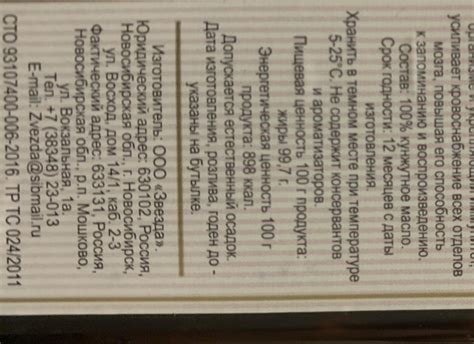 усиливает кровоснабжение всех отделов
мозга, повышая его способность
к запоминанию и воспроизведению.
Состав: 100% кунжутное масло.
Срок годности: 12 месяцев с даты
изготовления.
Хранить в темном месте при температуре
5-25°С. Не содержит консервантов
и ароматизаторов.
Пищевая ценность 100 г продукта:
жиры 99,7 г.
Энергетическая ценность 100 г
продукта: 898 ккал.
Допускается естественный осадок.
Дата изготовления, розлива, годен до -
указаны на бутылке.
Изготовитель: ООО «Звезда».
Юридический адрес: 630102, Россия,
Новосибирская обл., г. Новосибирск,
ул. Восход, дом 14/1, каб. 2-3
Фактический адрес: 633131, Россия,
Новосибирская обл., р.п. Мошково,
ул. Вокзальная, 1а.
Тел. +7 (38348) 23-013
E-mail: Zvezda@sibmail.ru
СТО 93107400-006-2016. ТР ТС 024/2011